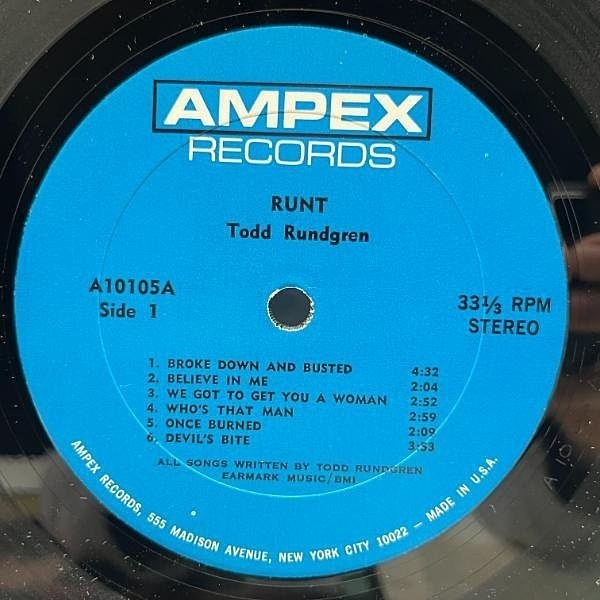 AMPEX
RECORDS
RUNT
Todd Rundgren
A10105A
Side 1
33⅓ RPM
STEREO
1. BROKE DOWN AND BUSTED 4:32
2. BELIEVE IN ME 2:04
3. WE GOT TO GET YOU A WOMAN 2:52
4. WHO'S THAT MAN 2:59
5. ONCE BURNED 2:09
6. DEVIL'S BITE 3:53
ALL SONGS WRITTEN BY TODD RUNDGREN
EARMARK MUSIC/BMI
AMPEX RECORDS, 555 MADISON AVENUE, NEW YORK CITY 10022 — MADE IN U.S.A.